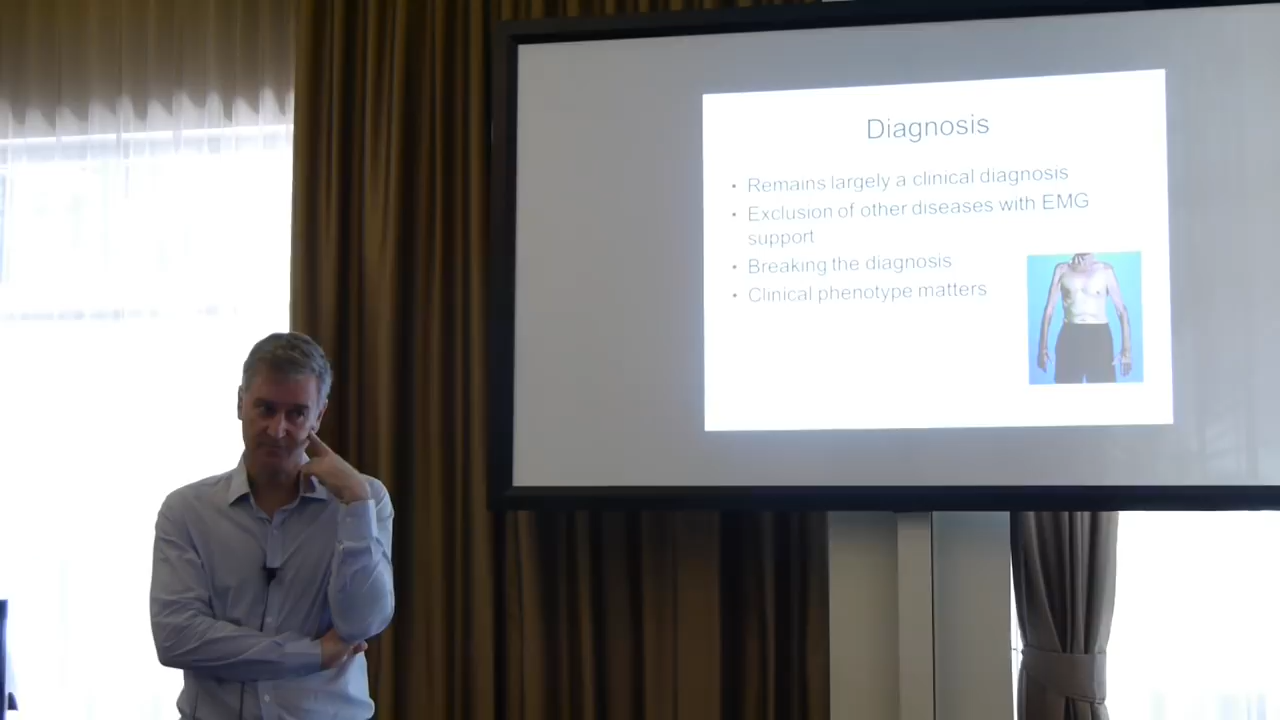 Diagnosis
• Remains largely a clinical diagnosis
• Exclusion of other diseases with EMG
support
• Breaking the diagnosis
• Clinical phenotype matters